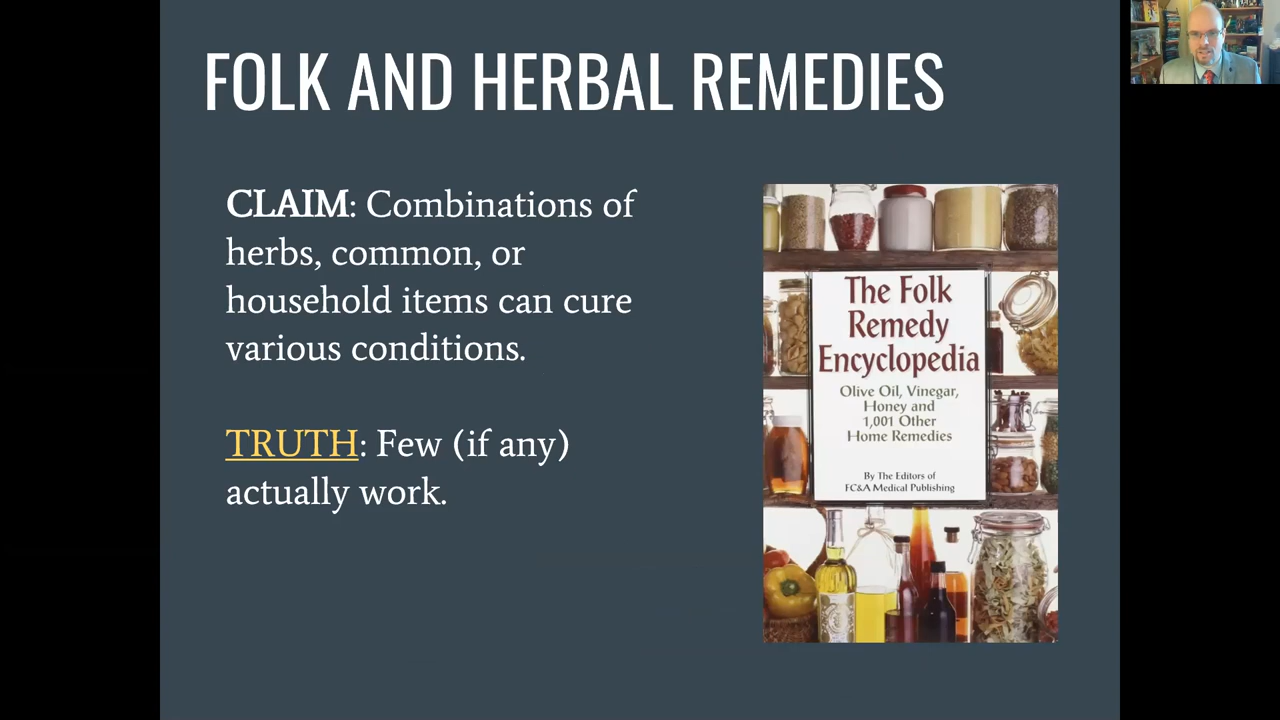 FOLK AND HERBAL REMEDIES
CLAIM: Combinations of
herbs, common, or
household items can cure
various conditions.
TRUTH: Few (if any)
actually work.
The Folk
Remedy
Encyclopedia
Olive Oil, Vinegar,
Honey and
1,001 Other
Home Remedies
By The Editors of
FC&A Medical Publishing